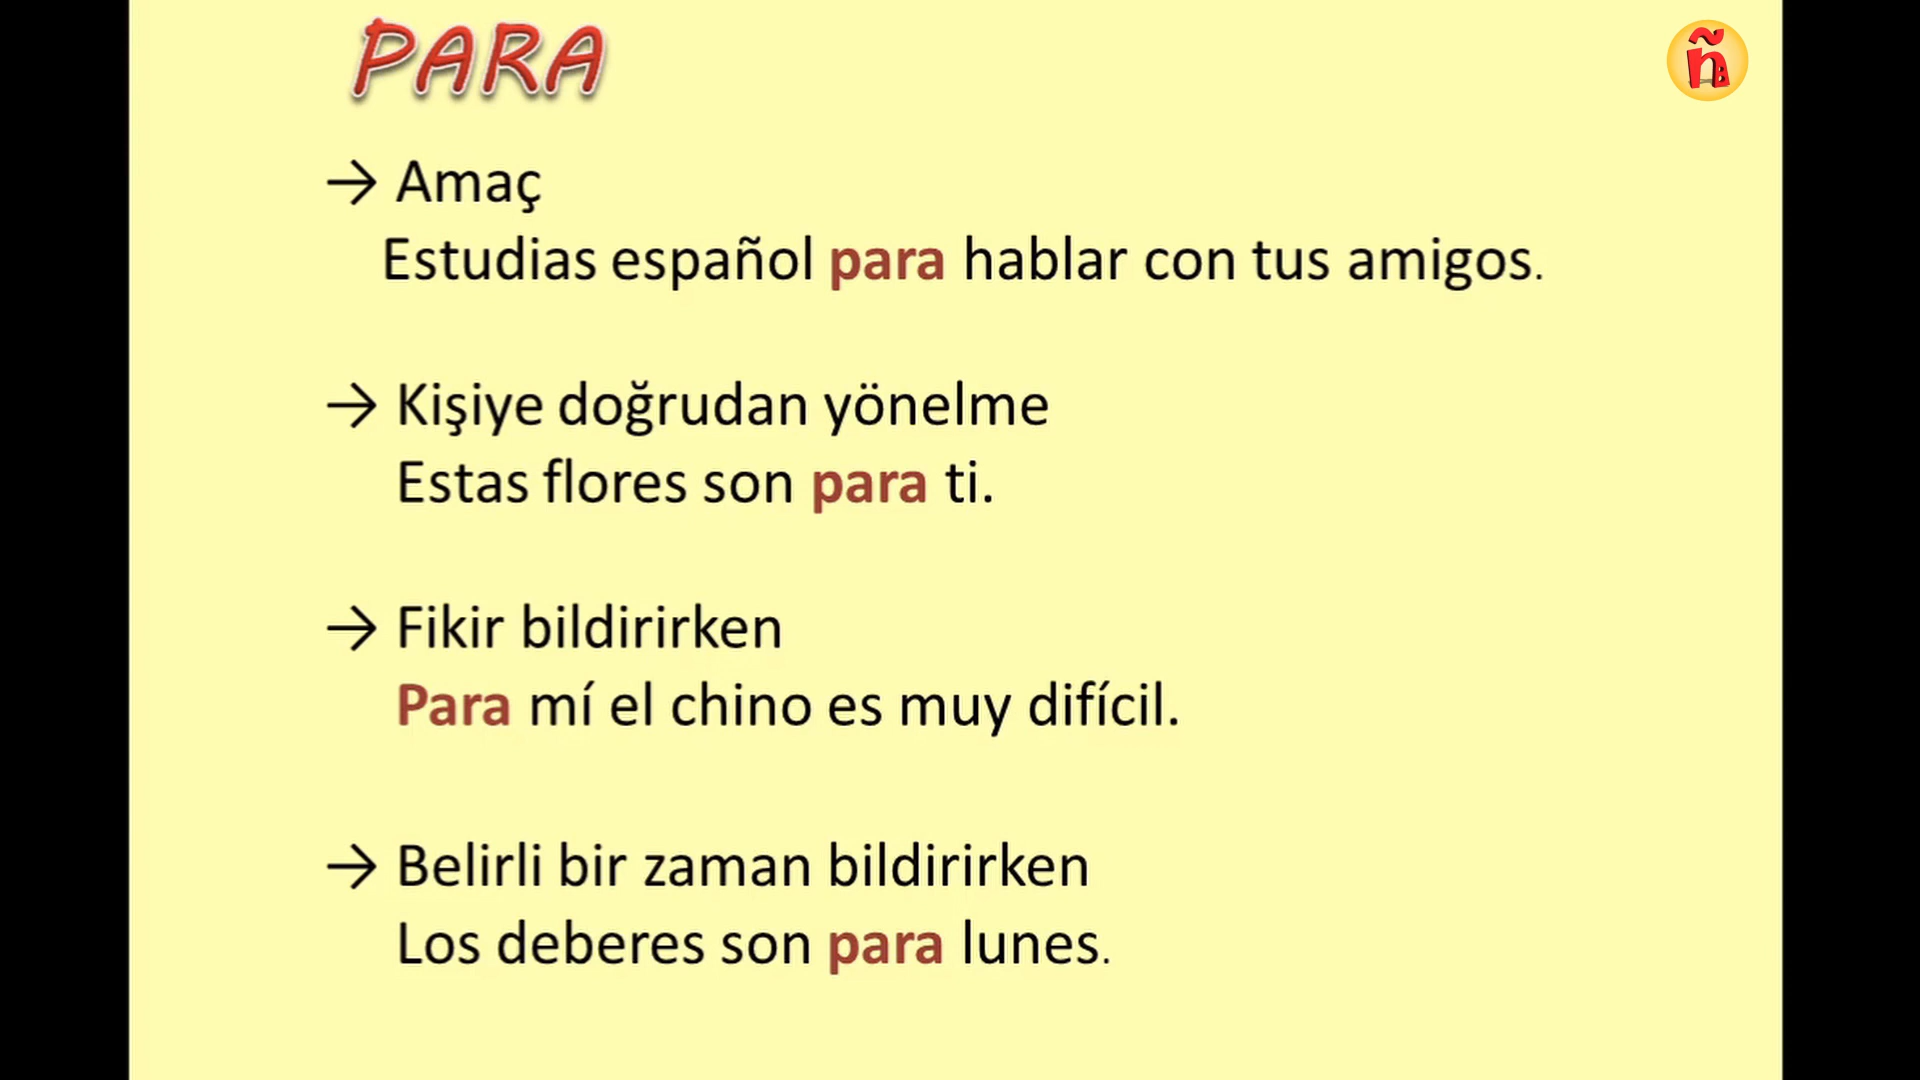 PARA
ñ
→ Amaç
Estudias español para hablar con tus amigos.
→ Kişiye doğrudan yönelme
Estas flores son para ti.
→ Fikir bildirirken
Para mí el chino es muy difícil.
→ Belirli bir zaman bildirirken
Los deberes son para lunes.